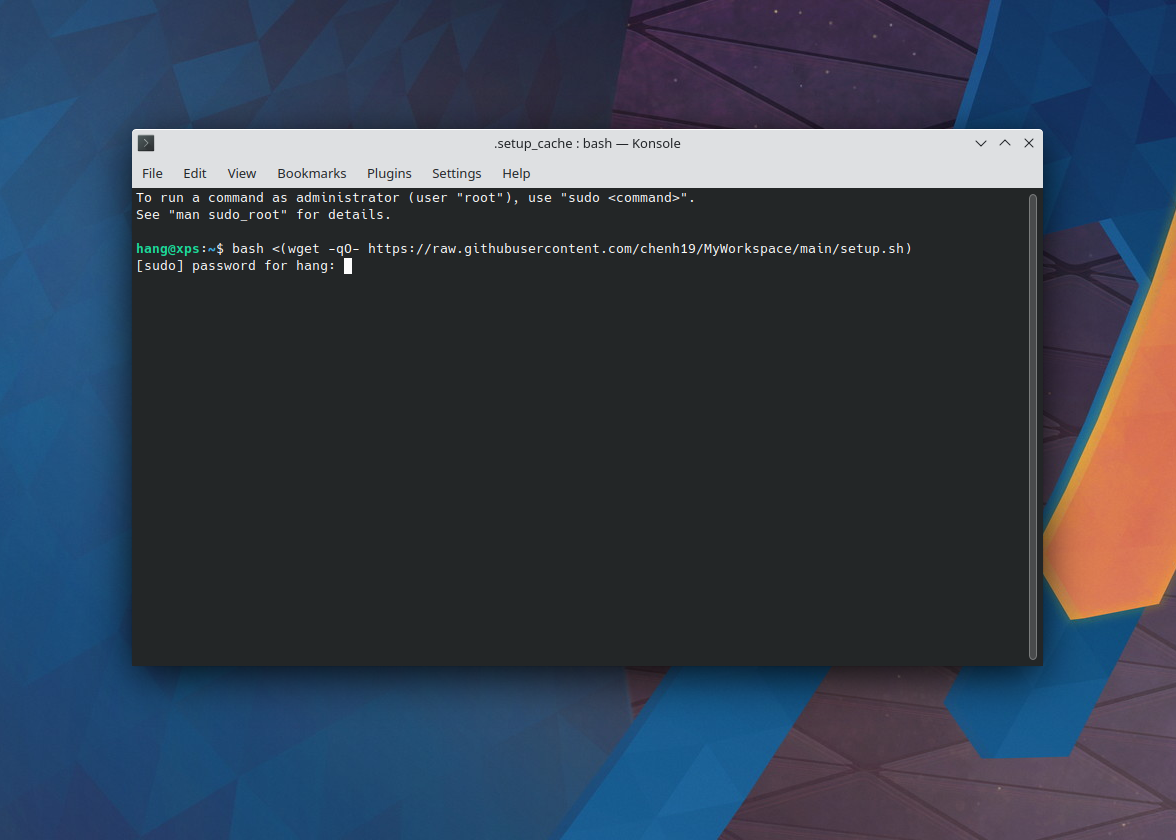 .setup_cache : bash — Konsole
File Edit View Bookmarks Plugins Settings Help
To run a command as administrator (user "root"), use "sudo <command>".
See "man sudo_root" for details.
hang@xps:~$ bash <(wget -qO- https://raw.githubusercontent.com/chenh19/MyWorkspace/main/setup.sh)
[sudo] password for hang: